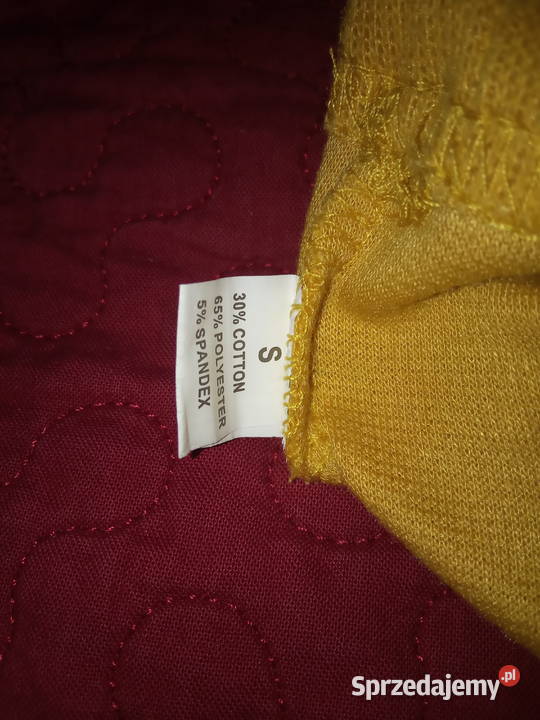 S
30% COTTON
65% POLYESTER
5% SPANDEX
Sprzedajemy.pl